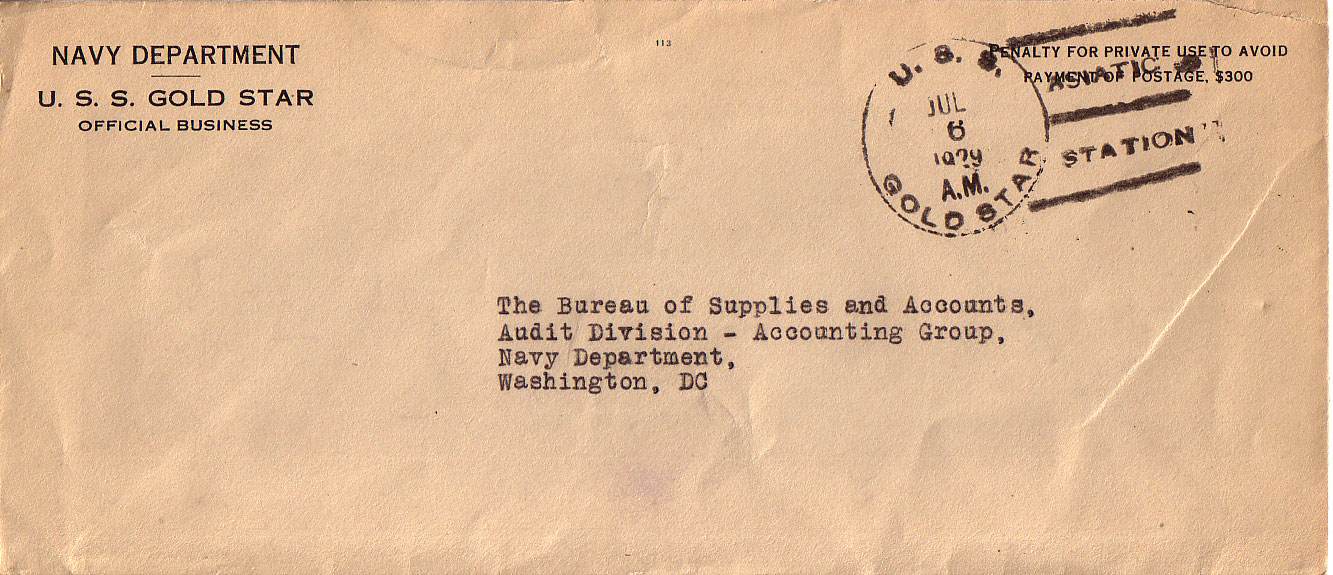 NAVY DEPARTMENT
U. S. S. GOLD STAR
OFFICIAL BUSINESS
113
PENALTY FOR PRIVATE USE TO AVOID
PAYMENT OF POSTAGE, $300
U. S. S.
JUL
6
1929
A.M.
GOLD STAR
ASIATIC
STATION
The Bureau of Supplies and Accounts,
Audit Division - Accounting Group,
Navy Department,
Washington, DC